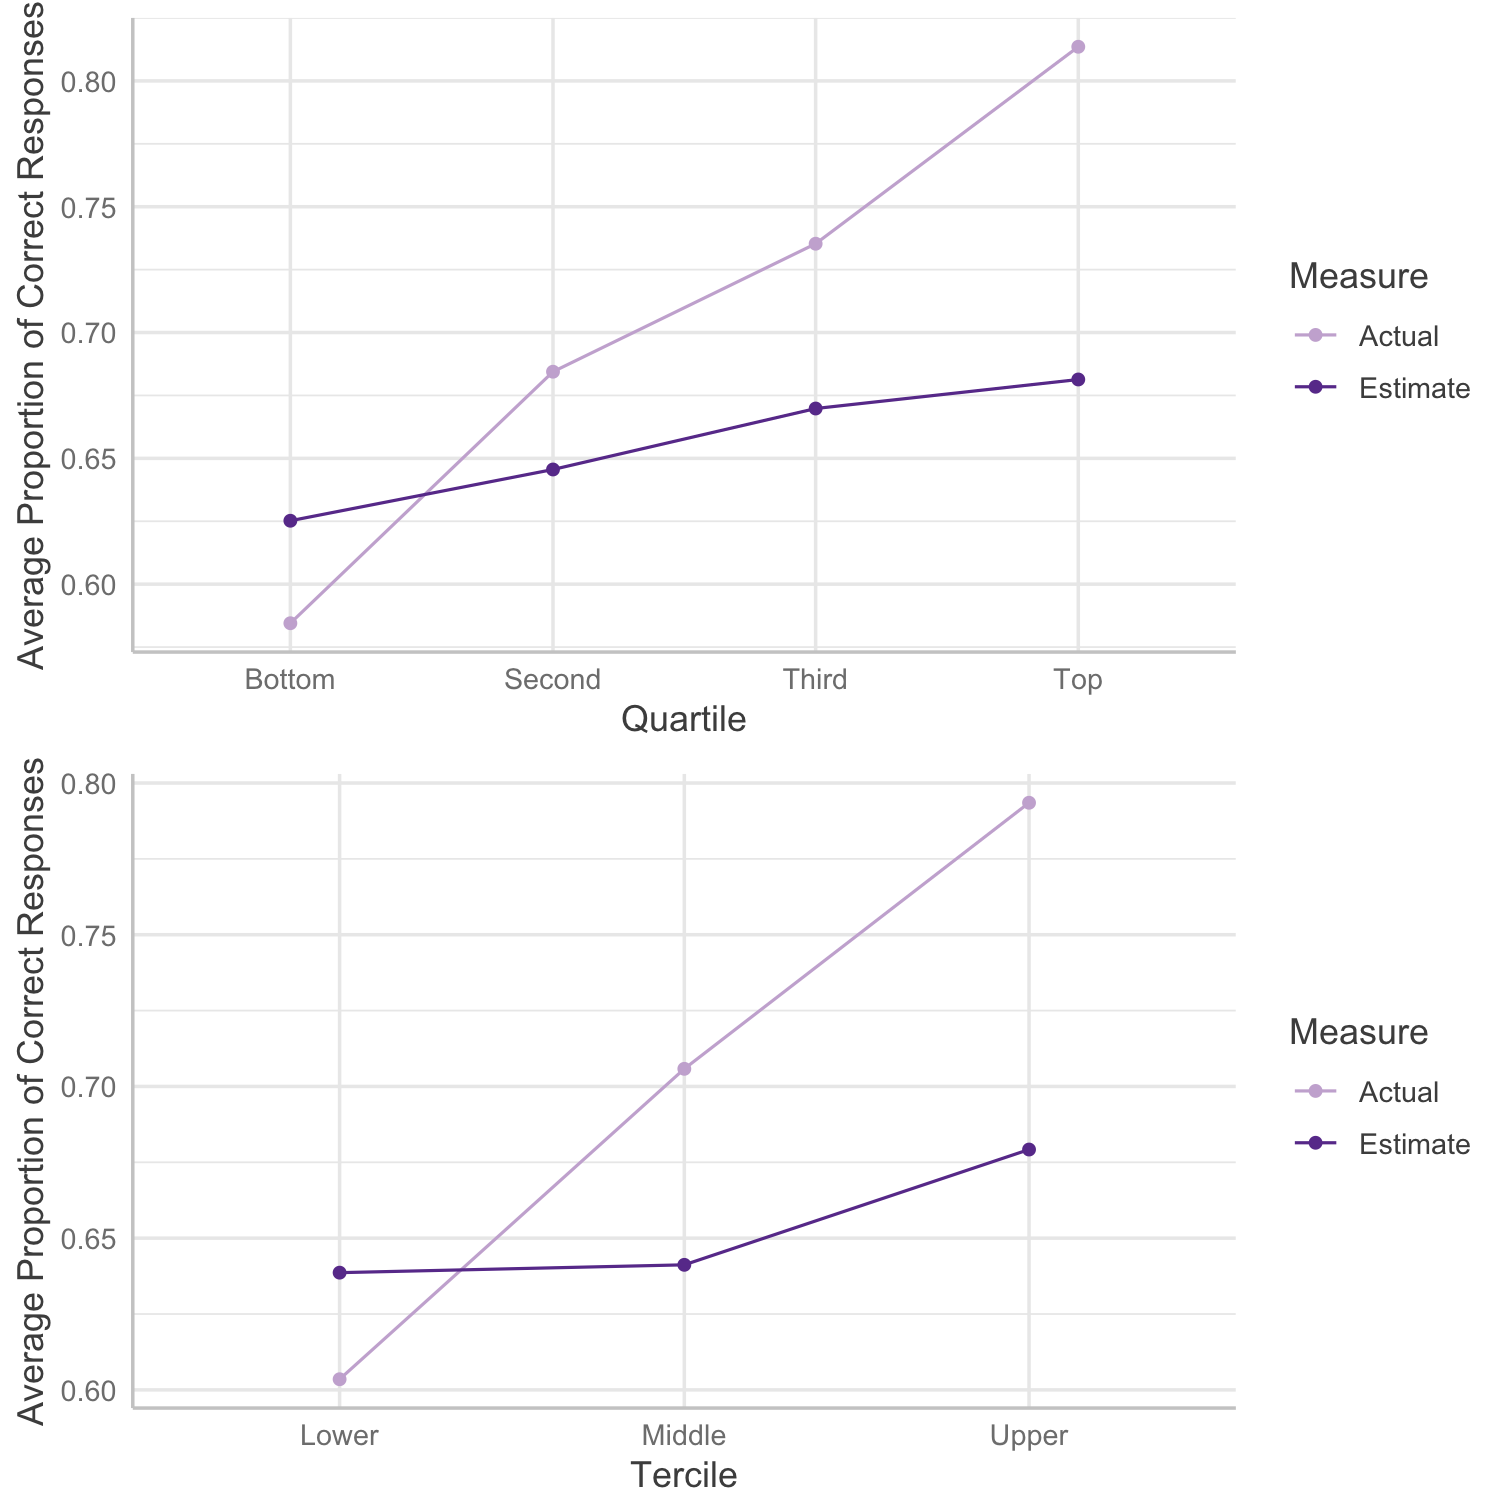 Average Proportion of Correct Responses
0.80
0.75
0.70
0.65
0.60
Bottom Second Third Top
Quartile
Measure
Actual
Estimate
Average Proportion of Correct Responses
0.80
0.75
0.70
0.65
0.60
Lower Middle Upper
Tercile
Measure
Actual
Estimate